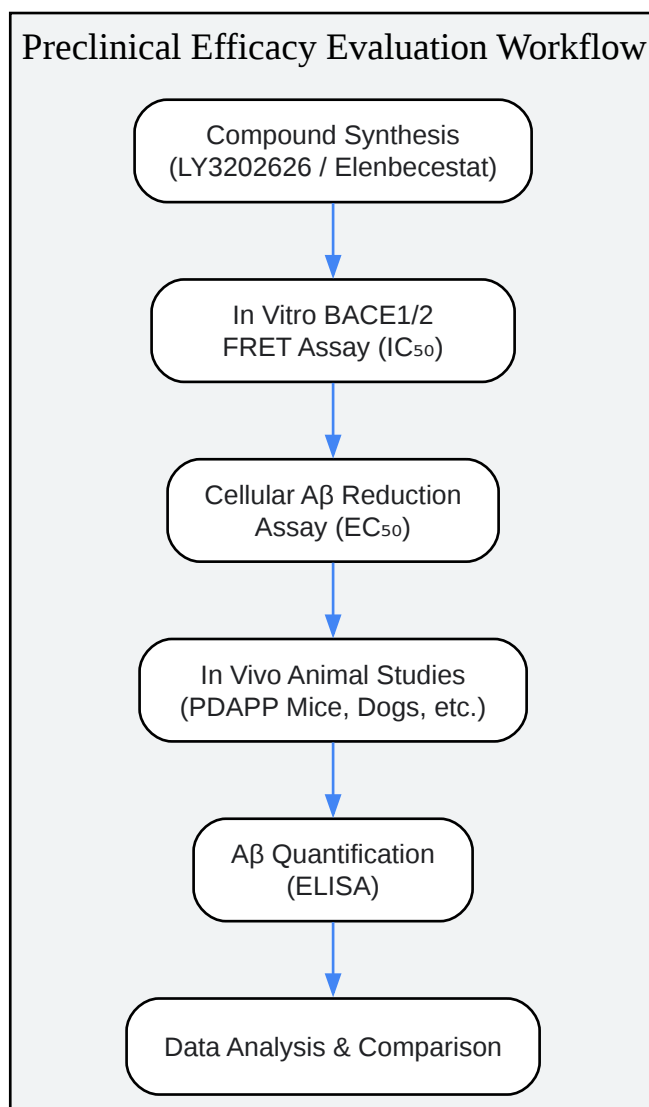 Preclinical Efficacy Evaluation Workflow
Compound Synthesis
(LY3202626 / Elenbecestat)
In Vitro BACE1/2
FRET Assay (IC₅₀)
Cellular Aβ Reduction
Assay (EC₅₀)
In Vivo Animal Studies
(PDAPP Mice, Dogs, etc.)
Aβ Quantification
(ELISA)
Data Analysis & Comparison